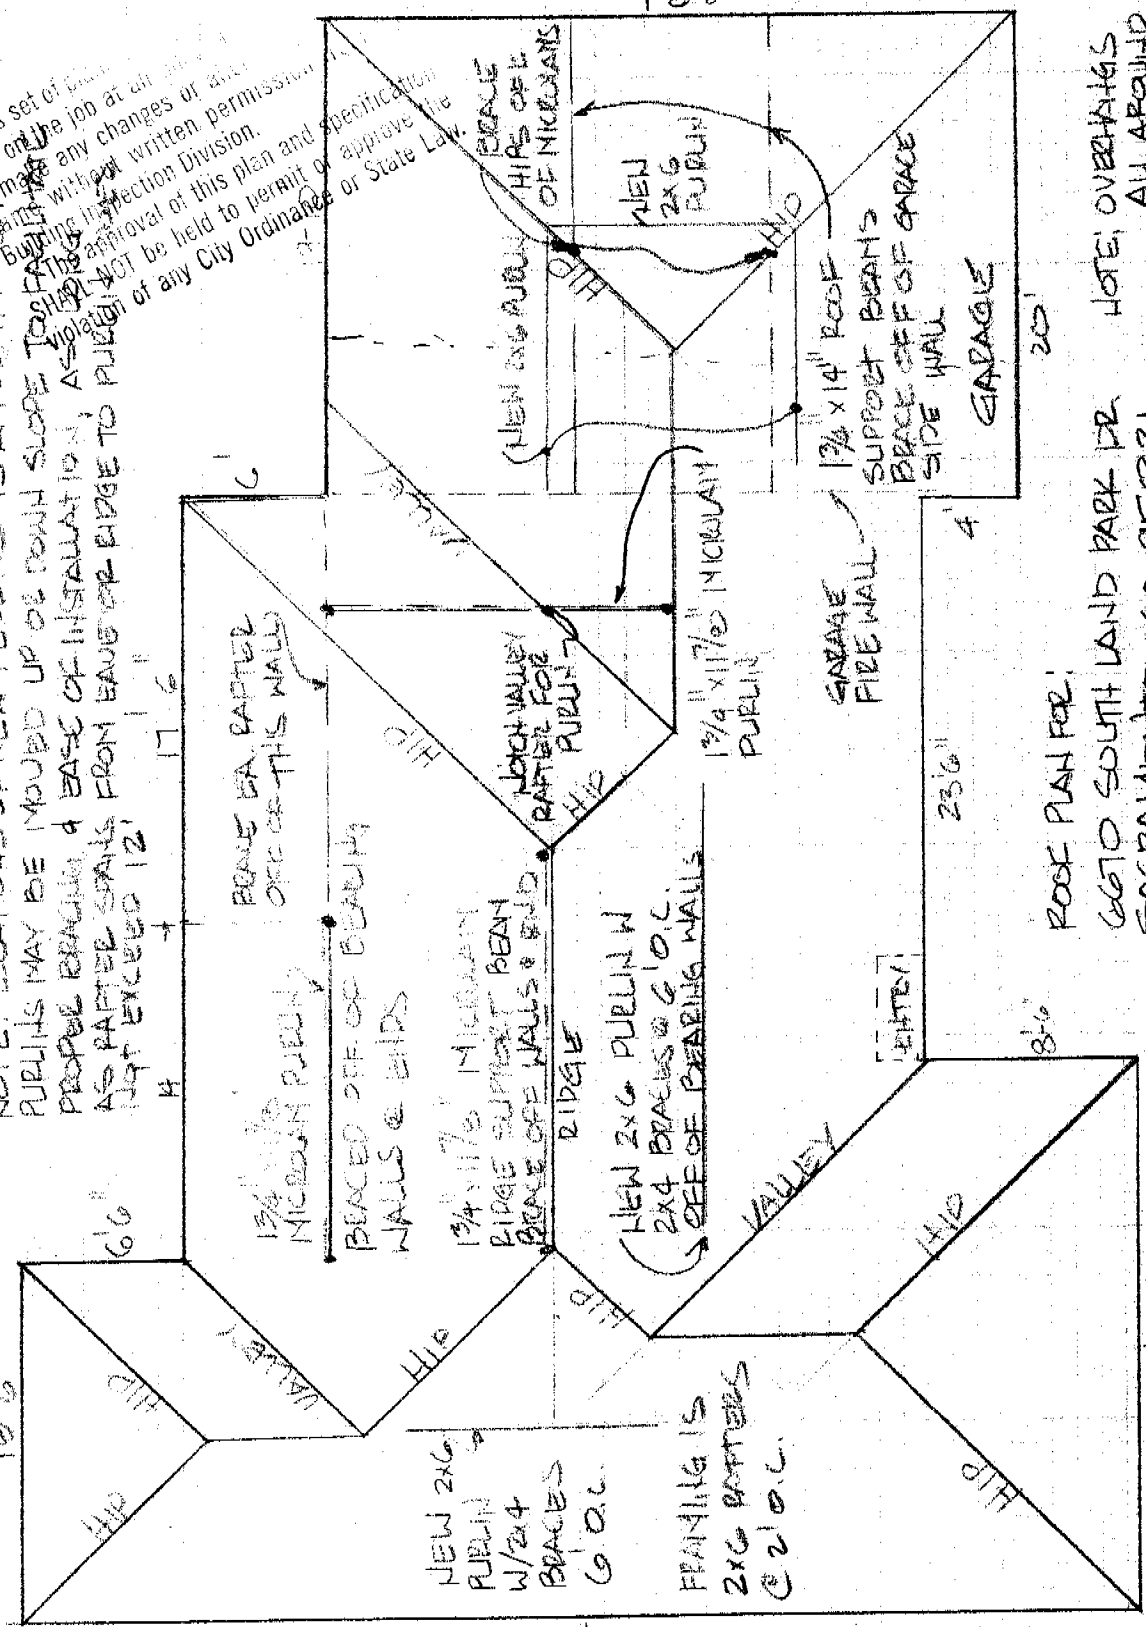 s set of
on the job at all
make any changes or
same without written permission
Building Inspection Division.
The approval of this plan and specification
SHALL NOT be held to permit or approve the
violation of any City Ordinance or State Law.
PURLINS MAY BE MOVED UP OR DOWN SLOPE TO FACILITATE
PROPER BRACING & EASE OF INSTALLATION, AS LONG
AS RAFTER SPANS FROM EAVE OR RIDGE TO PURLIN
NOT EXCEED 12'
14
17' 6"
6'
6'6"
HIP
HIP
VALLEY
HIP
BRACE EA RAFTER
OFF OF THIS WALL
1 3/4" x 11 7/8"
MICROLAM PURLIN
BRACED OFF OF BEARING
WALLS @ ENDS
1 3/4" x 11 7/8" MICROLAM
RIDGE SUPPORT BEAM
BRACE OFF WALLS @ END
RIDGE
HIP
HIP
VALLEY
NOTCH VALLEY
RAFTER FOR
PURLIN
1 3/4" x 11 7/8" MICROLAM
PURLIN
NEW 2x6 PURLIN
HIP
HIP
BRACE
HIPS OFF
OF MICROLAMS
NEW
2x6
PURLIN
1 3/4" x 14" ROOF
SUPPORT BEAMS
BRACE OFF OF GARAGE
SIDE WALL
GARAGE
FIRE WALL
GARAGE
20'
4'
23'6"
NEW 2x6 PURLIN W
2x4 BRACES @ 6' O.C.
OFF OF BEARING WALLS
HIP
VALLEY
ENTRY
8'6"
HIP
HIP
NEW 2x6
PURLIN
W/2x4
BRACES
6' O.C.
FRAMING IS
2x6 RAFTERS
@ 2' O.C.
ROOF PLAN FOR:
6670 SOUTH LAND PARK DR
NOTE; OVERHANGS
ALL AROUND